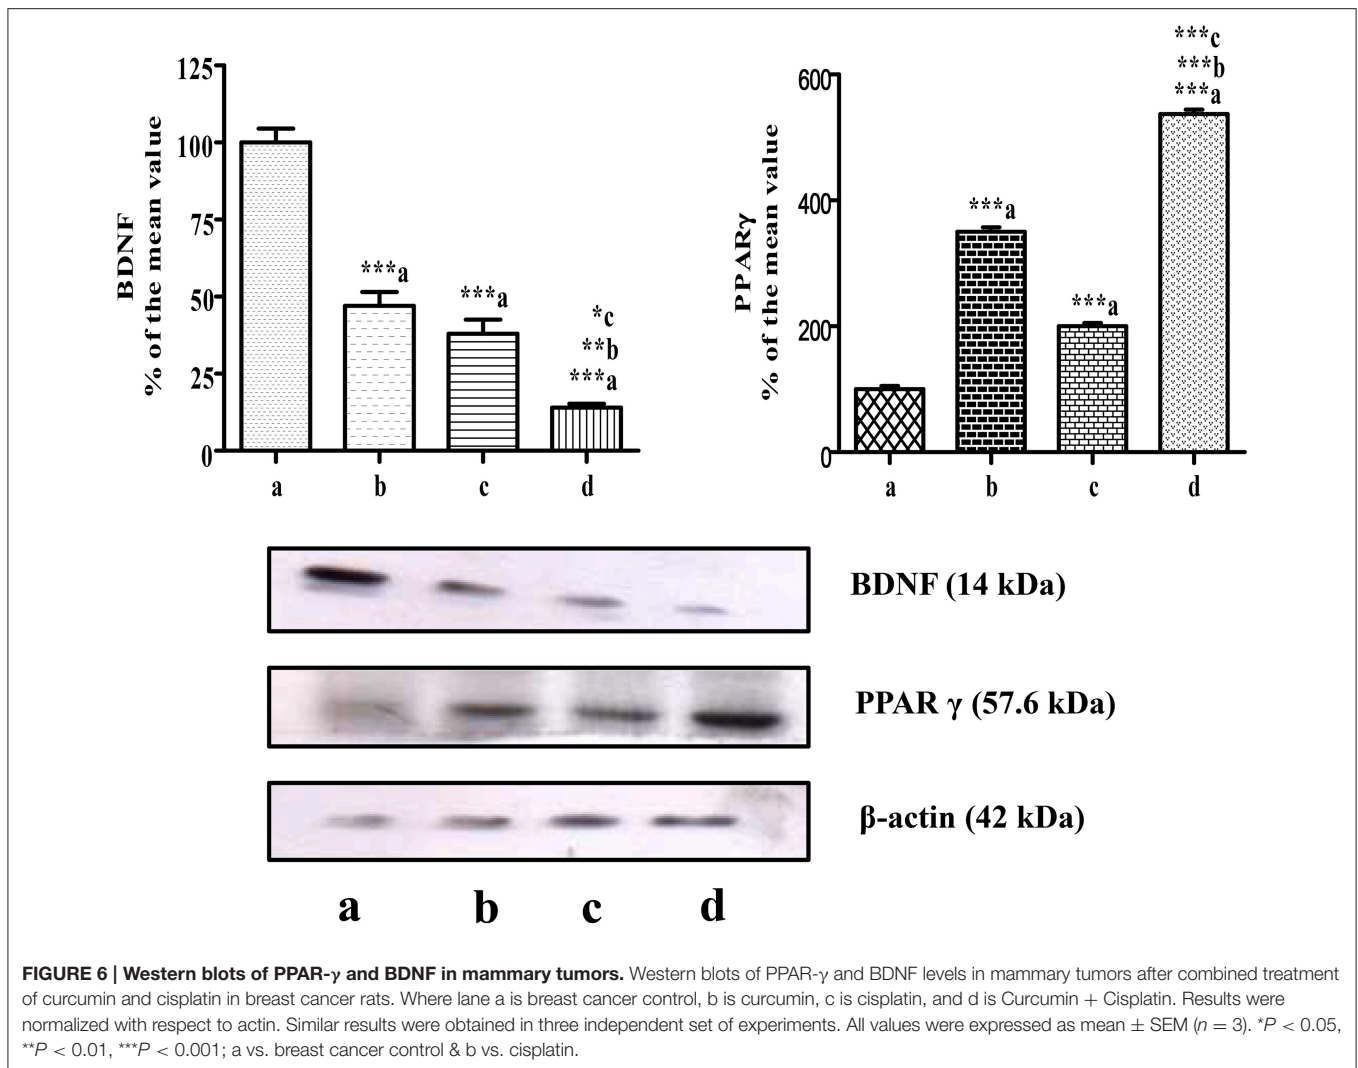 125
100
75
50
25
0
BDNF
% of the mean value
***a
***a
*c
**b
***a
a b c d
600
400
200
0
PPARγ
% of the mean value
***a
***a
***c
***b
***a
a b c d
BDNF (14 kDa)
PPAR γ (57.6 kDa)
β-actin (42 kDa)
a b c d
FIGURE 6 | Western blots of PPAR-γ and BDNF in mammary tumors. Western blots of PPAR-γ and BDNF levels in mammary tumors after combined treatment
of curcumin and cisplatin in breast cancer rats. Where lane a is breast cancer control, b is curcumin, c is cisplatin, and d is Curcumin + Cisplatin. Results were
normalized with respect to actin. Similar results were obtained in three independent set of experiments. All values were expressed as mean ± SEM (n = 3). *P < 0.05,
**P < 0.01, ***P < 0.001; a vs. breast cancer control & b vs. cisplatin.